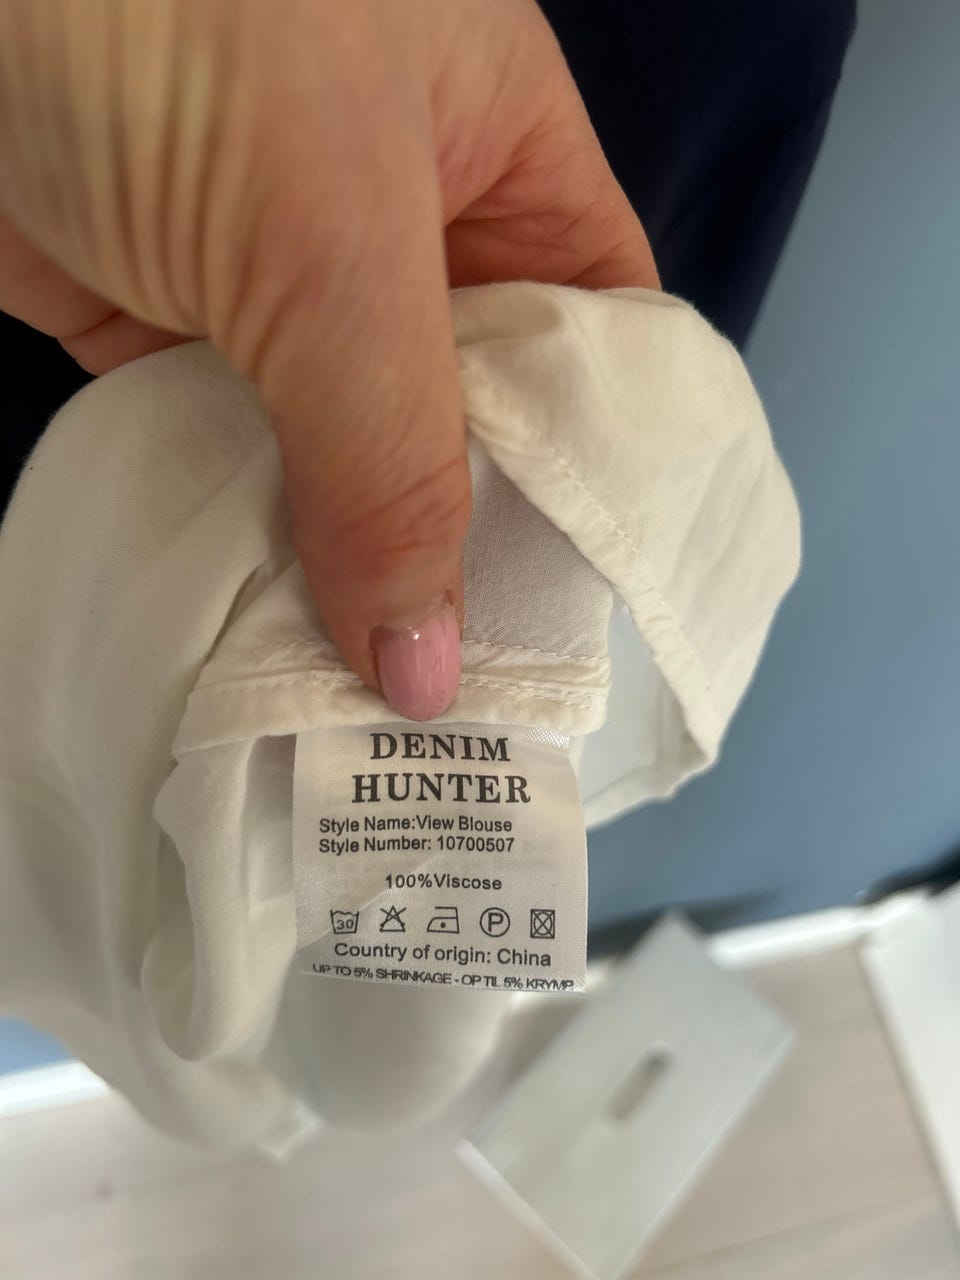 DENIM
HUNTER
Style Name:View Blouse
Style Number: 10700507
100%Viscose
30 P
Country of origin: China
UP TO 5% SHRINKAGE - OP TIL 5% KRYMP